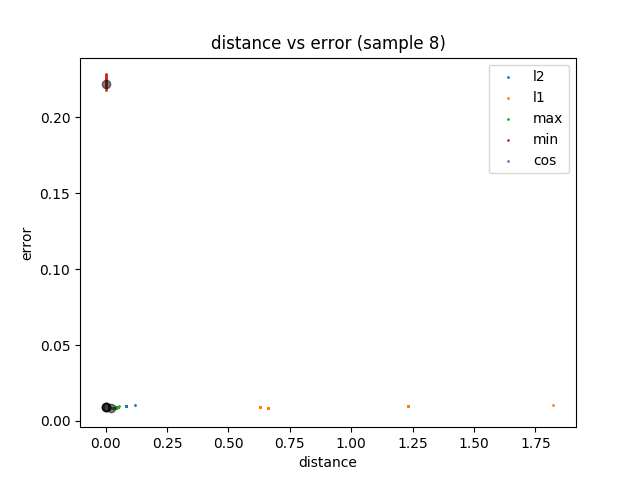 distance vs error (sample 8)
l2
l1
max
min
cos
error
0.20
0.15
0.10
0.05
0.00
0.00 0.25 0.50 0.75 1.00 1.25 1.50 1.75
distance